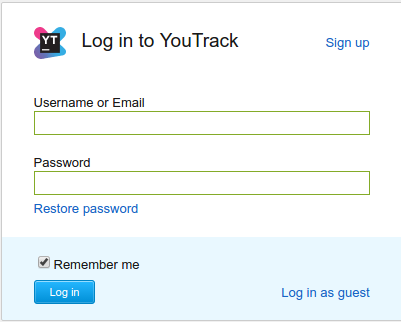 YT
Log in to YouTrack
Sign up
Username or Email
Password
Restore password
Remember me
Log in
Log in as guest